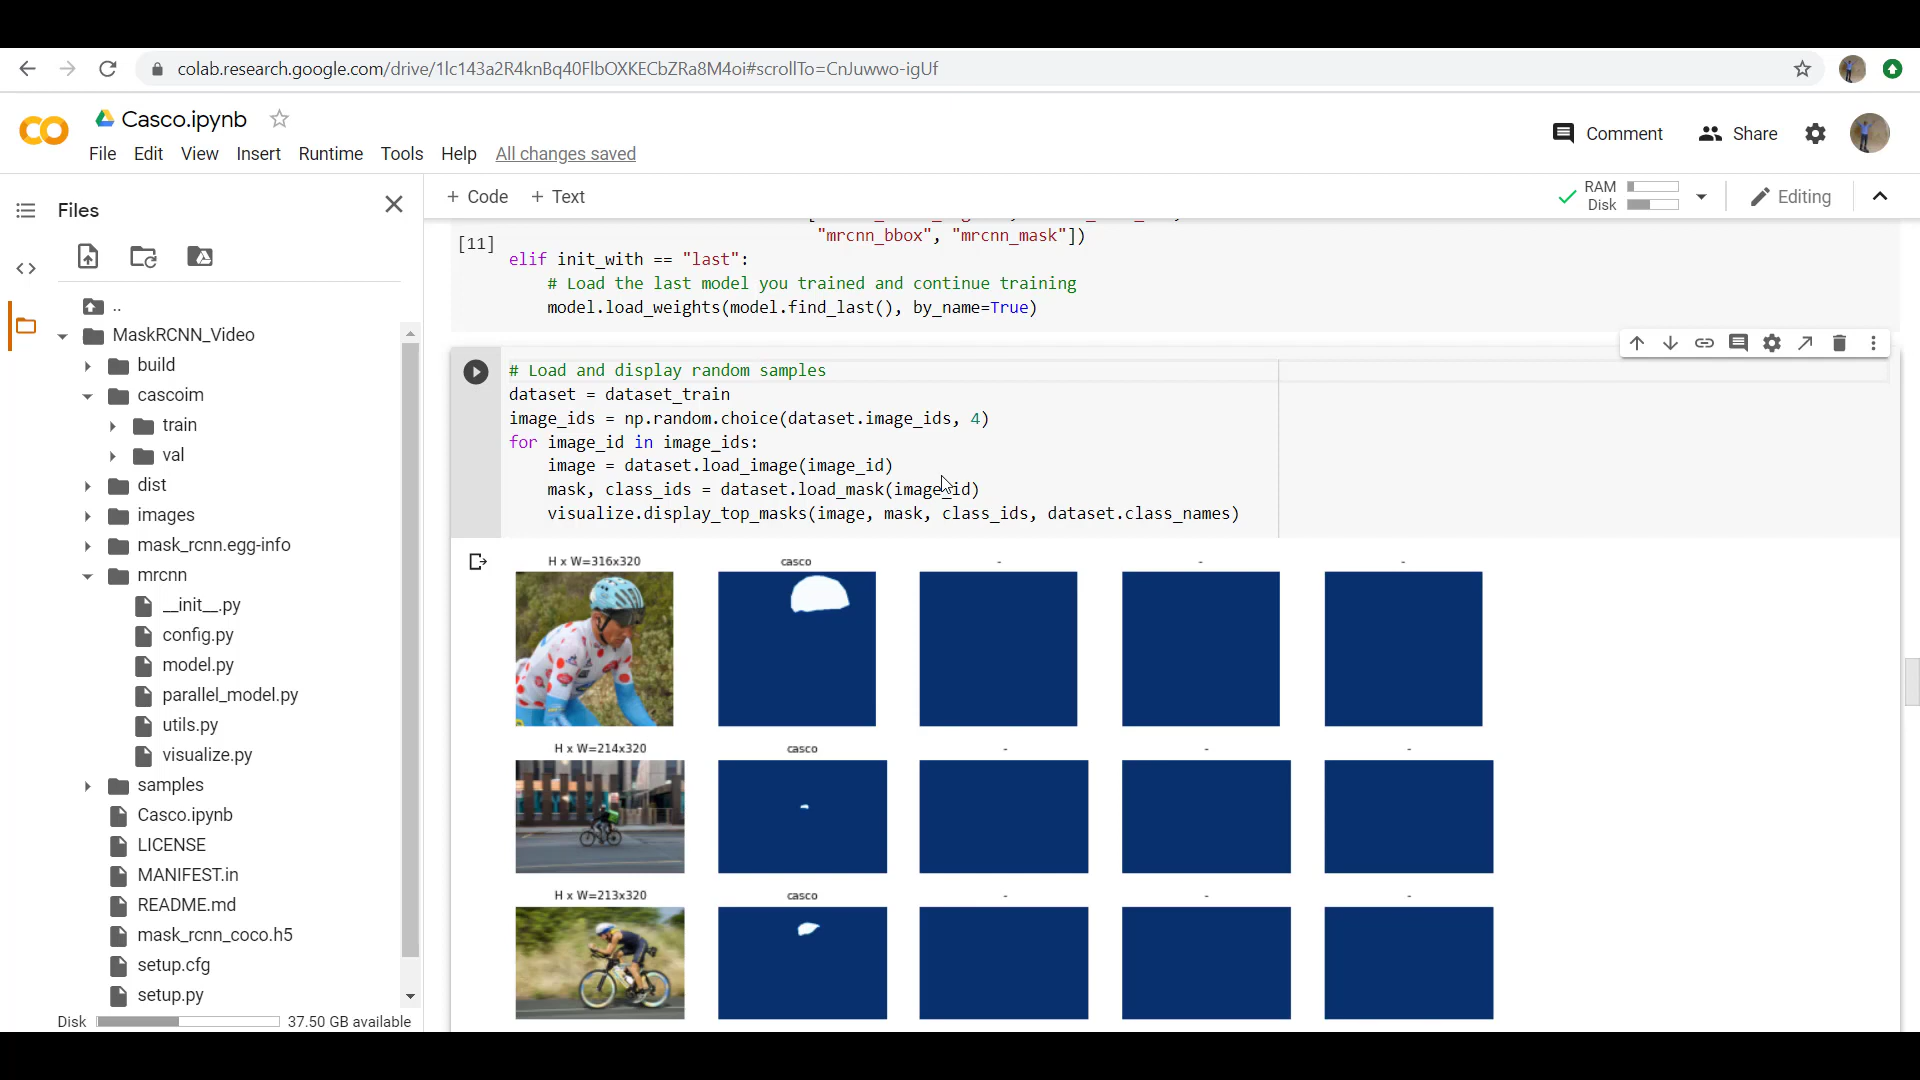 colab.research.google.com/drive/1lc143a2R4knBq40FlbOXKECbZRa8M4oi#scrollTo=CnJuwwo-igUf
Casco.ipynb
File Edit View Insert Runtime Tools Help All changes saved
Comment
Share
Files
+ Code + Text
RAM
Disk
Editing
..
MaskRCNN_Video
build
cascoim
train
val
dist
images
mask_rcnn.egg-info
mrcnn
__init__.py
config.py
model.py
parallel_model.py
utils.py
visualize.py
samples
Casco.ipynb
LICENSE
MANIFEST.in
README.md
mask_rcnn_coco.h5
setup.cfg
setup.py
Disk 37.50 GB available
[11]
"mrcnn_bbox", "mrcnn_mask"])
elif init_with == "last":
# Load the last model you trained and continue training
model.load_weights(model.find_last(), by_name=True)
# Load and display random samples
dataset = dataset_train
image_ids = np.random.choice(dataset.image_ids, 4)
for image_id in image_ids:
image = dataset.load_image(image_id)
mask, class_ids = dataset.load_mask(image_id)
visualize.display_top_masks(image, mask, class_ids, dataset.class_names)
H x W=316x320 casco - - -
H x W=214x320 casco - - -
H x W=213x320 casco - - -